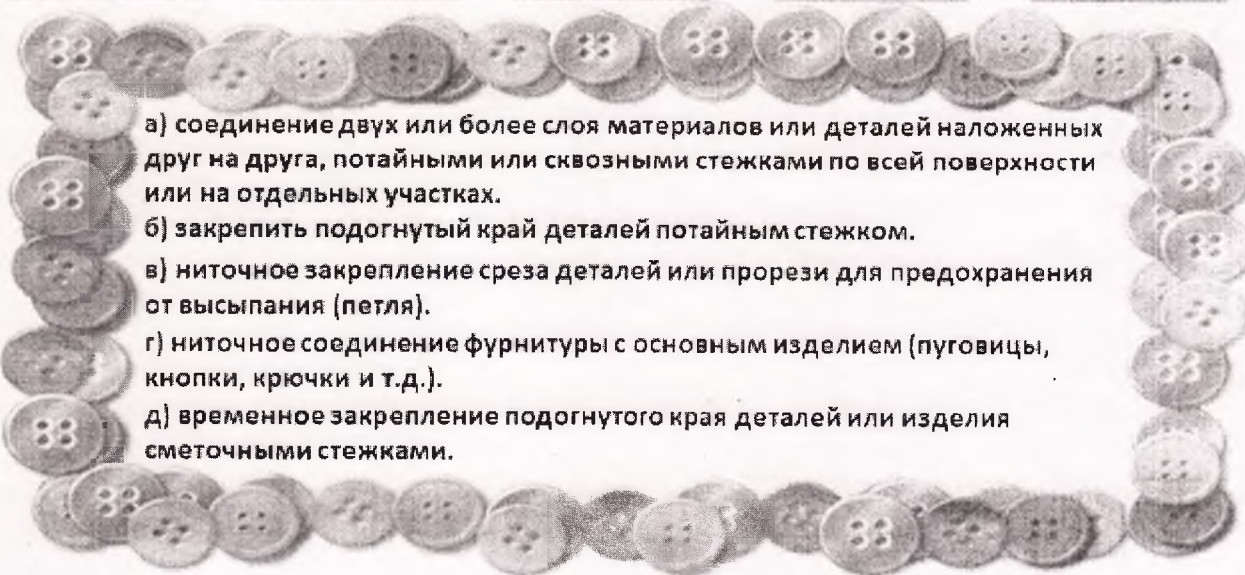 а) соединение двух или более слоя материалов или деталей наложенных
друг на друга, потайными или сквозными стежками по всей поверхности
или на отдельных участках.
б) закрепить подогнутый край деталей потайным стежком.
в) ниточное закрепление среза деталей или прорези для предохранения
от высыпания (петля).
г) ниточное соединение фурнитуры с основным изделием (пуговицы,
кнопки, крючки и т.д.).
д) временное закрепление подогнутого края деталей или изделия
сметочными стежками.